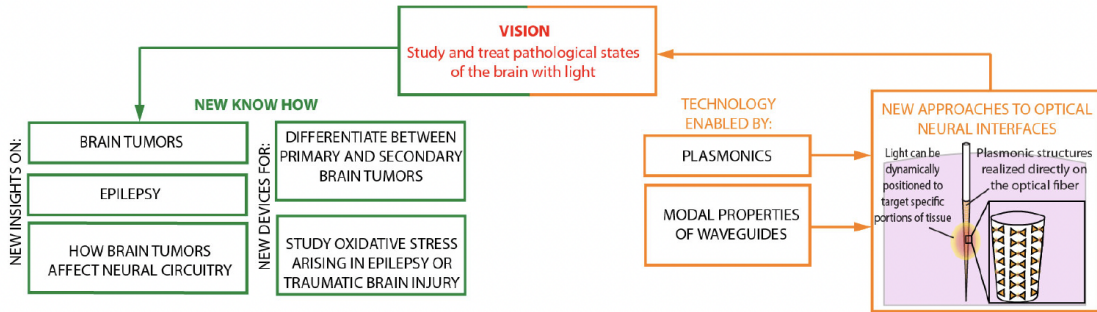 VISION
Study and treat pathological states
of the brain with light
NEW KNOW HOW
NEW INSIGHTS ON:
BRAIN TUMORS
EPILEPSY
HOW BRAIN TUMORS
AFFECT NEURAL CIRCUITRY
NEW DEVICES FOR:
DIFFERENTIATE BETWEEN
PRIMARY AND SECONDARY
BRAIN TUMORS
STUDY OXIDATIVE STRESS
ARISING IN EPILEPSY OR
TRAUMATIC BRAIN INJURY
TECHNOLOGY
ENABLED BY:
PLASMONICS
MODAL PROPERTIES
OF WAVEGUIDES
NEW APPROACHES TO OPTICAL
NEURAL INTERFACES
Light can be
dynamically
positioned to
target specific
portions of tissue
Plasmonic structures
realized directly on
the optical fiber